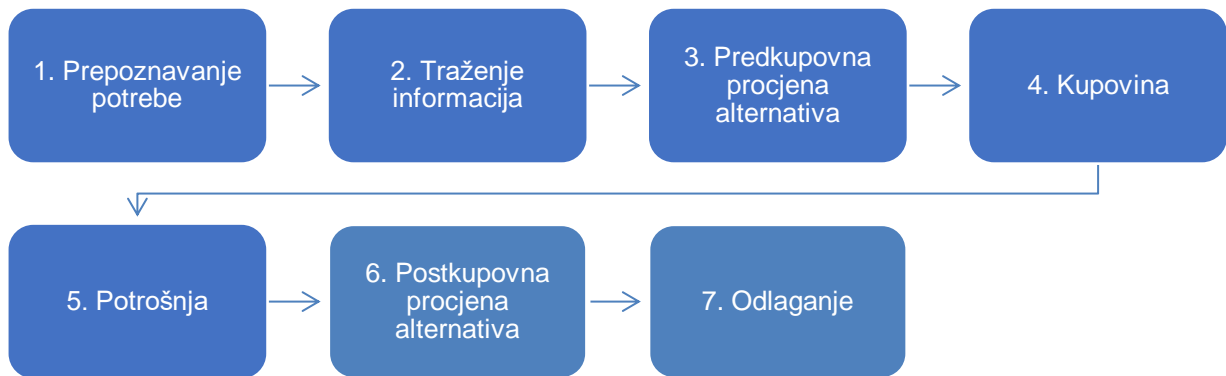 1. Prepoznavanje
potrebe
2. Traženje
informacija
3. Predkupovna
procjena
alternativa
4. Kupovina
5. Potrošnja
6. Postkupovna
procjena
alternativa
7. Odlaganje